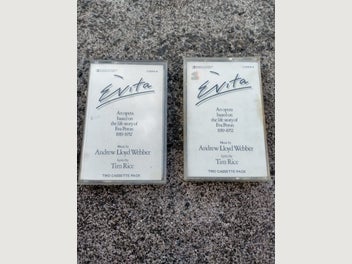 Evita
An opera
based on
the life story of
Eva Peron
1919-1952
Music by
Andrew Lloyd Webber
Lyrics by
Tim Rice
TWO CASSETTE PACK
Evita
An opera
based on
the life story of
Eva Peron
1919-1952
Music by
Andrew Lloyd Webber
Lyrics by
Tim Rice
TWO CASSETTE PACK